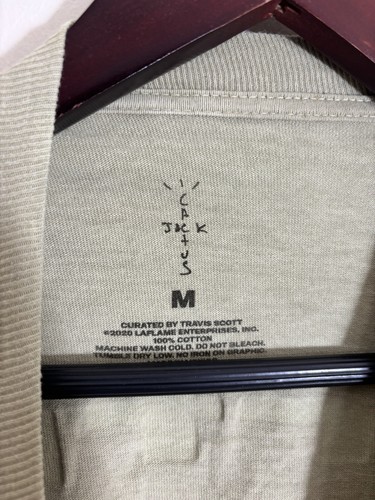 CACTUS
JACK
M
CURATED BY TRAVIS SCOTT
©2020 LAFLAME ENTERPRISES, INC.
100% COTTON
MACHINE WASH COLD. DO NOT BLEACH.
TUMBLE DRY LOW. NO IRON ON GRAPHIC.